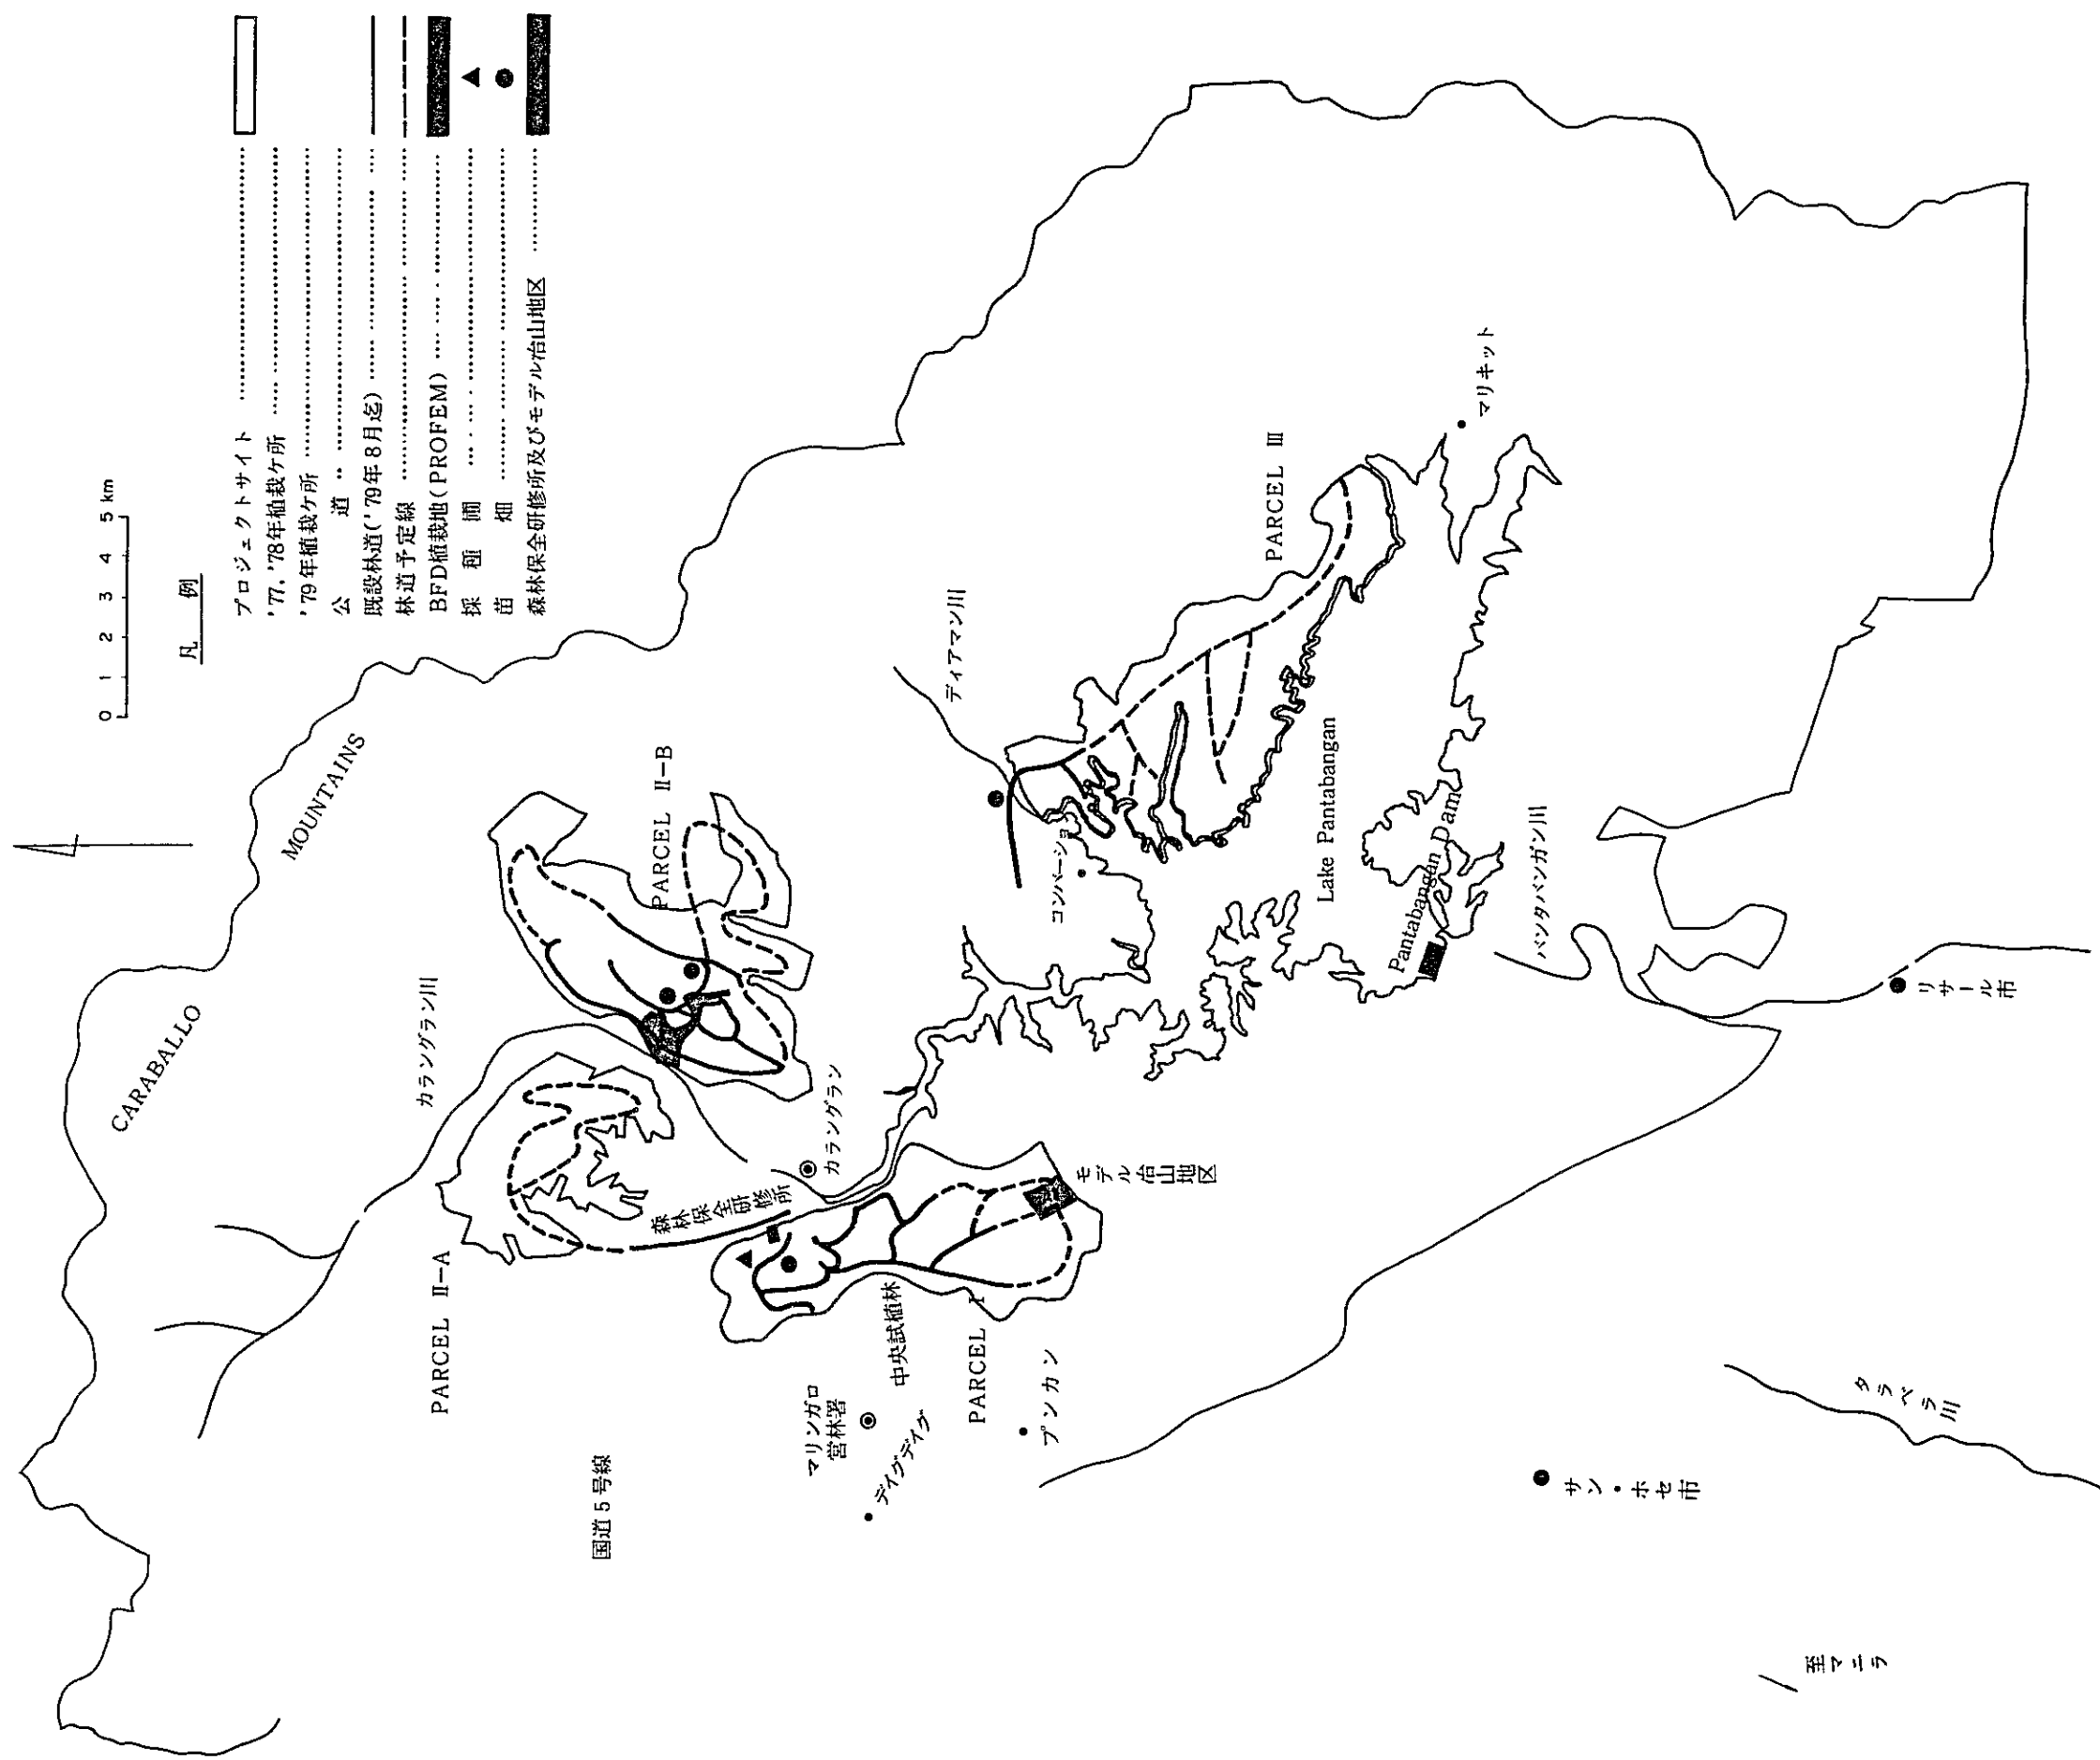 0 1 2 3 4 5 km
凡 例
プロジェクトサイト
'77. '78年植栽ケ所
'79年植栽ケ所
公 道
既設林道('79年8月迄)
林道予定線
BFD植栽地(PROFEM)
採種圃
苗畑
森林保全研修所及びモデル治山地区
CARABALLO
MOUNTAINS
カラングラン川
PARCEL II-A
PARCEL II-B
国道5号線
森林保全研修所
カラングラン
マリンガロ
営林署
ディグディグ
中央試植林
PARCEL I
プンカン
モデル治山地区
ディアマン川
コンバーショ
PARCEL III
マリキット
Lake Pantabangan
Pantabangan Dam
パンタバンガン川
リサール市
サン・ホセ市
タラベラ川
至マニラ